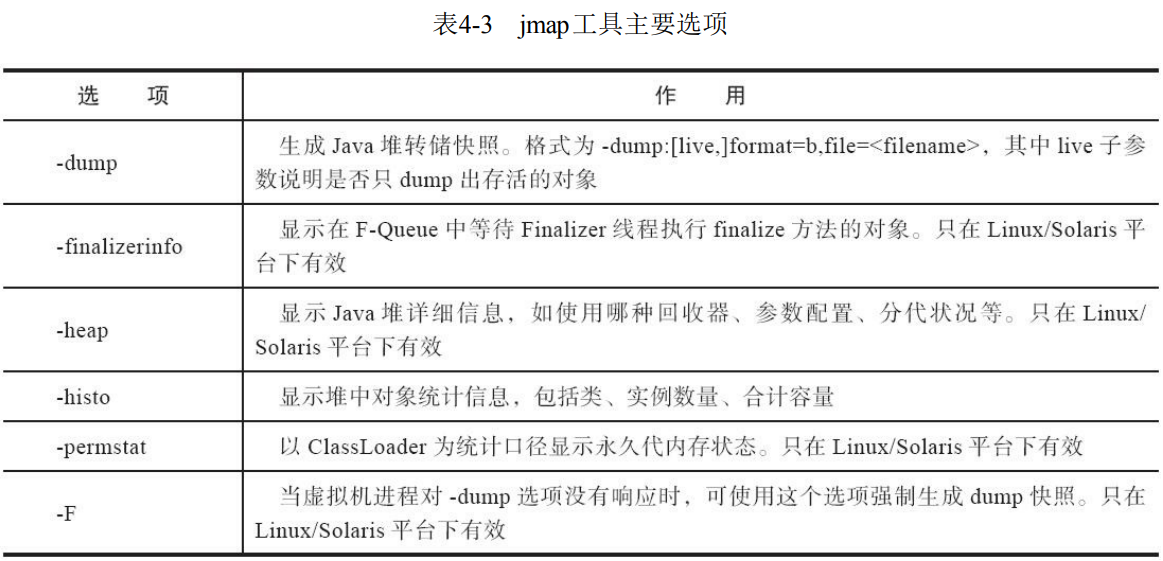 表4-3 jmap工具主要选项
选 项
作 用
-dump
生成 Java 堆转储快照。格式为 -dump:[live,]format=b,file=<filename>，其中 live 子参
数说明是否只 dump 出存活的对象
-finalizerinfo
显示在 F-Queue 中等待 Finalizer 线程执行 finalize 方法的对象。只在 Linux/Solaris 平
台下有效
-heap
显示 Java 堆详细信息，如使用哪种回收器、参数配置、分代状况等。只在 Linux/
Solaris 平台下有效
-histo
显示堆中对象统计信息，包括类、实例数量、合计容量
-permstat
以 ClassLoader 为统计口径显示永久代内存状态。只在 Linux/Solaris 平台下有效
-F
当虚拟机进程对 -dump 选项没有响应时，可使用这个选项强制生成 dump 快照。只在
Linux/Solaris 平台下有效